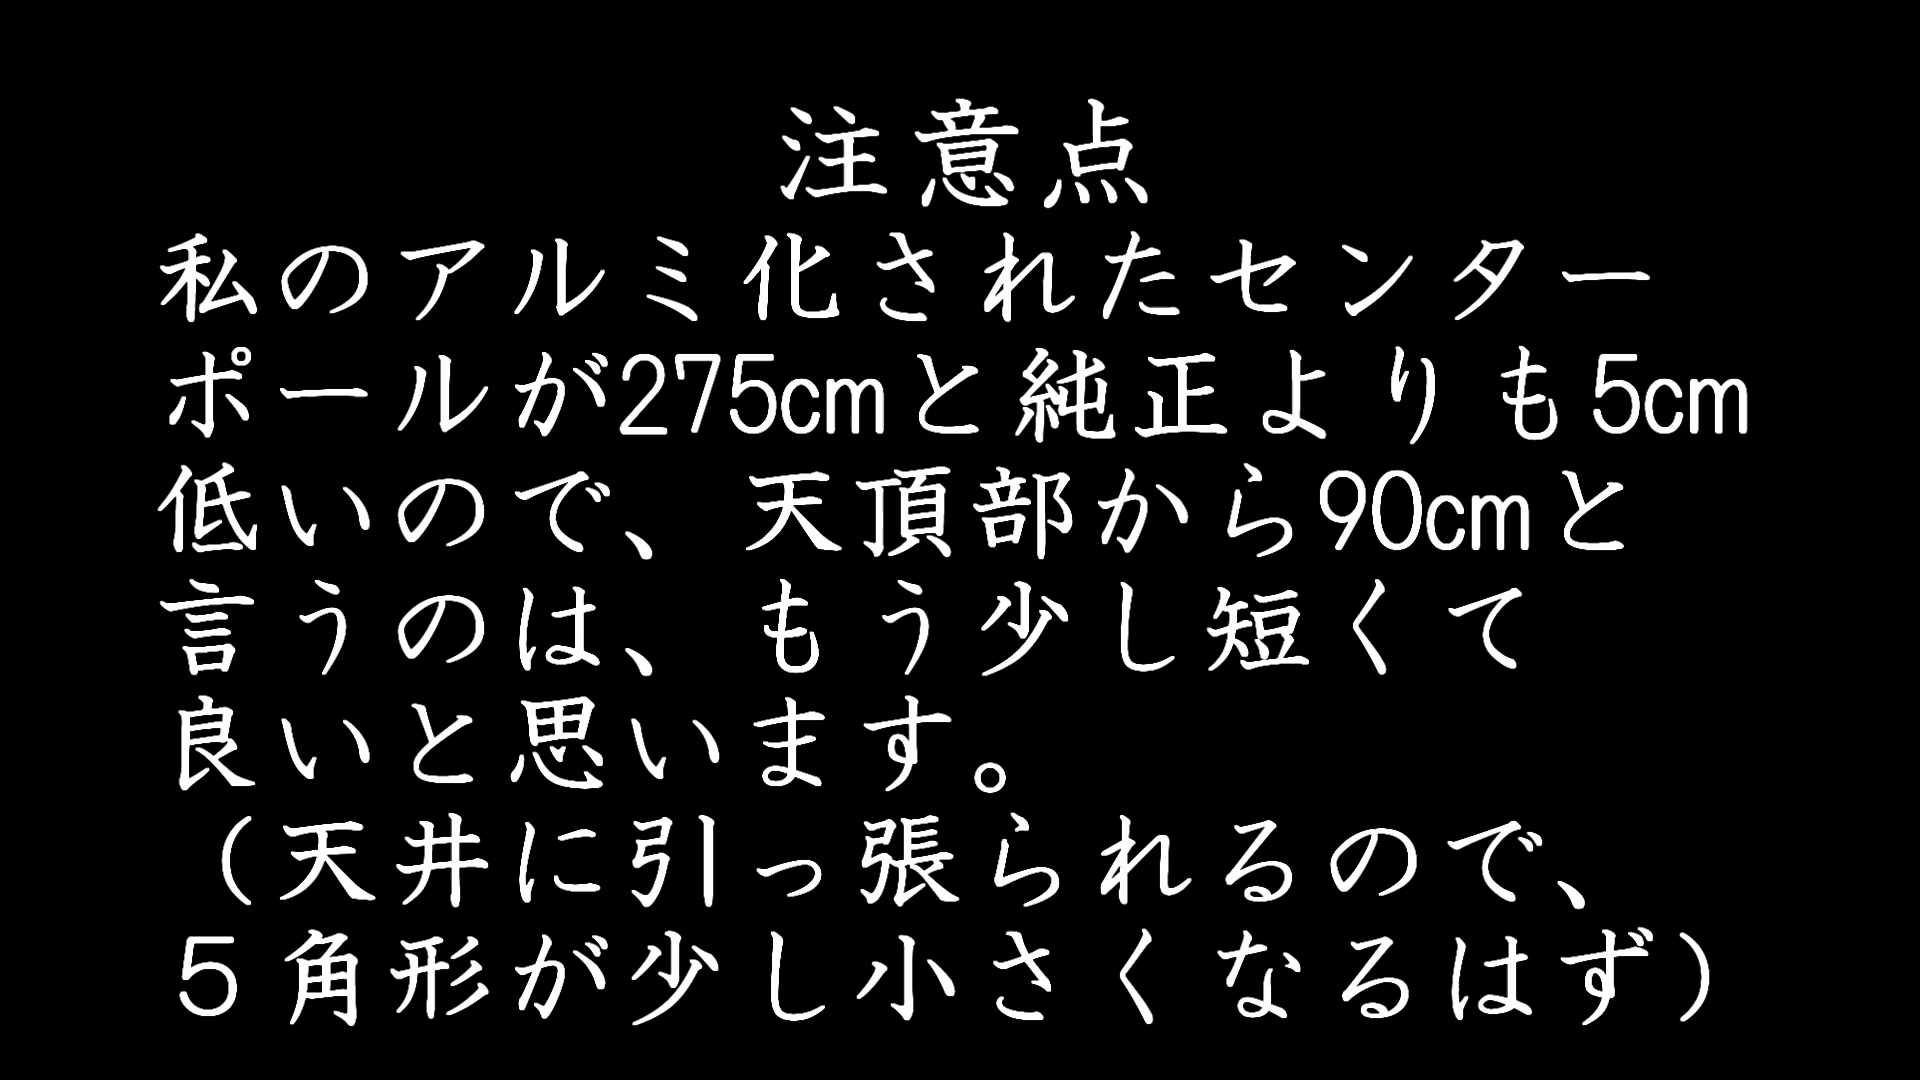 注意点
私のアルミ化されたセンター
ポールが275cmと純正よりも5cm
低いので、天頂部から90cmと
言うのは、もう少し短くて
良いと思います。
（天井に引っ張られるので、
５角形が少し小さくなるはず）